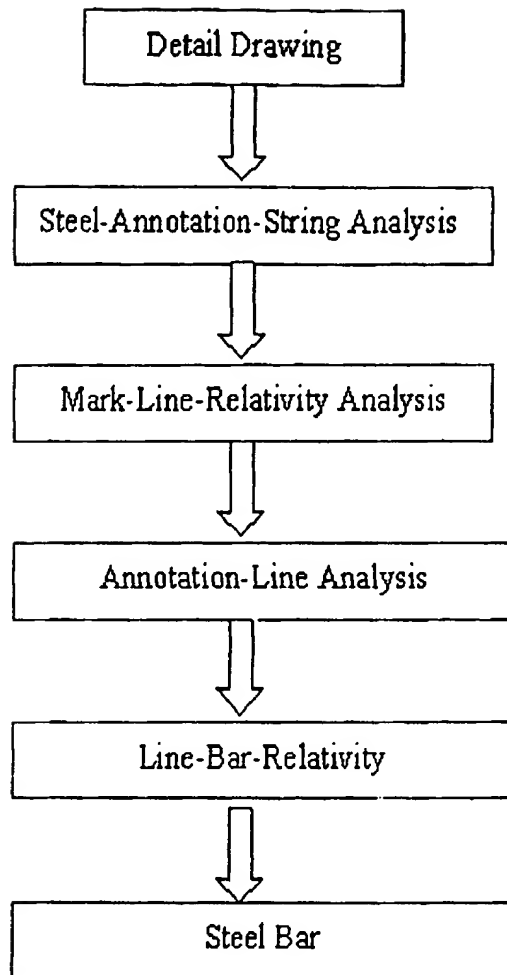 Detail Drawing
Steel-Annotation-String Analysis
Mark-Line-Relativity Analysis
Annotation-Line Analysis
Line-Bar-Relativity
Steel Bar